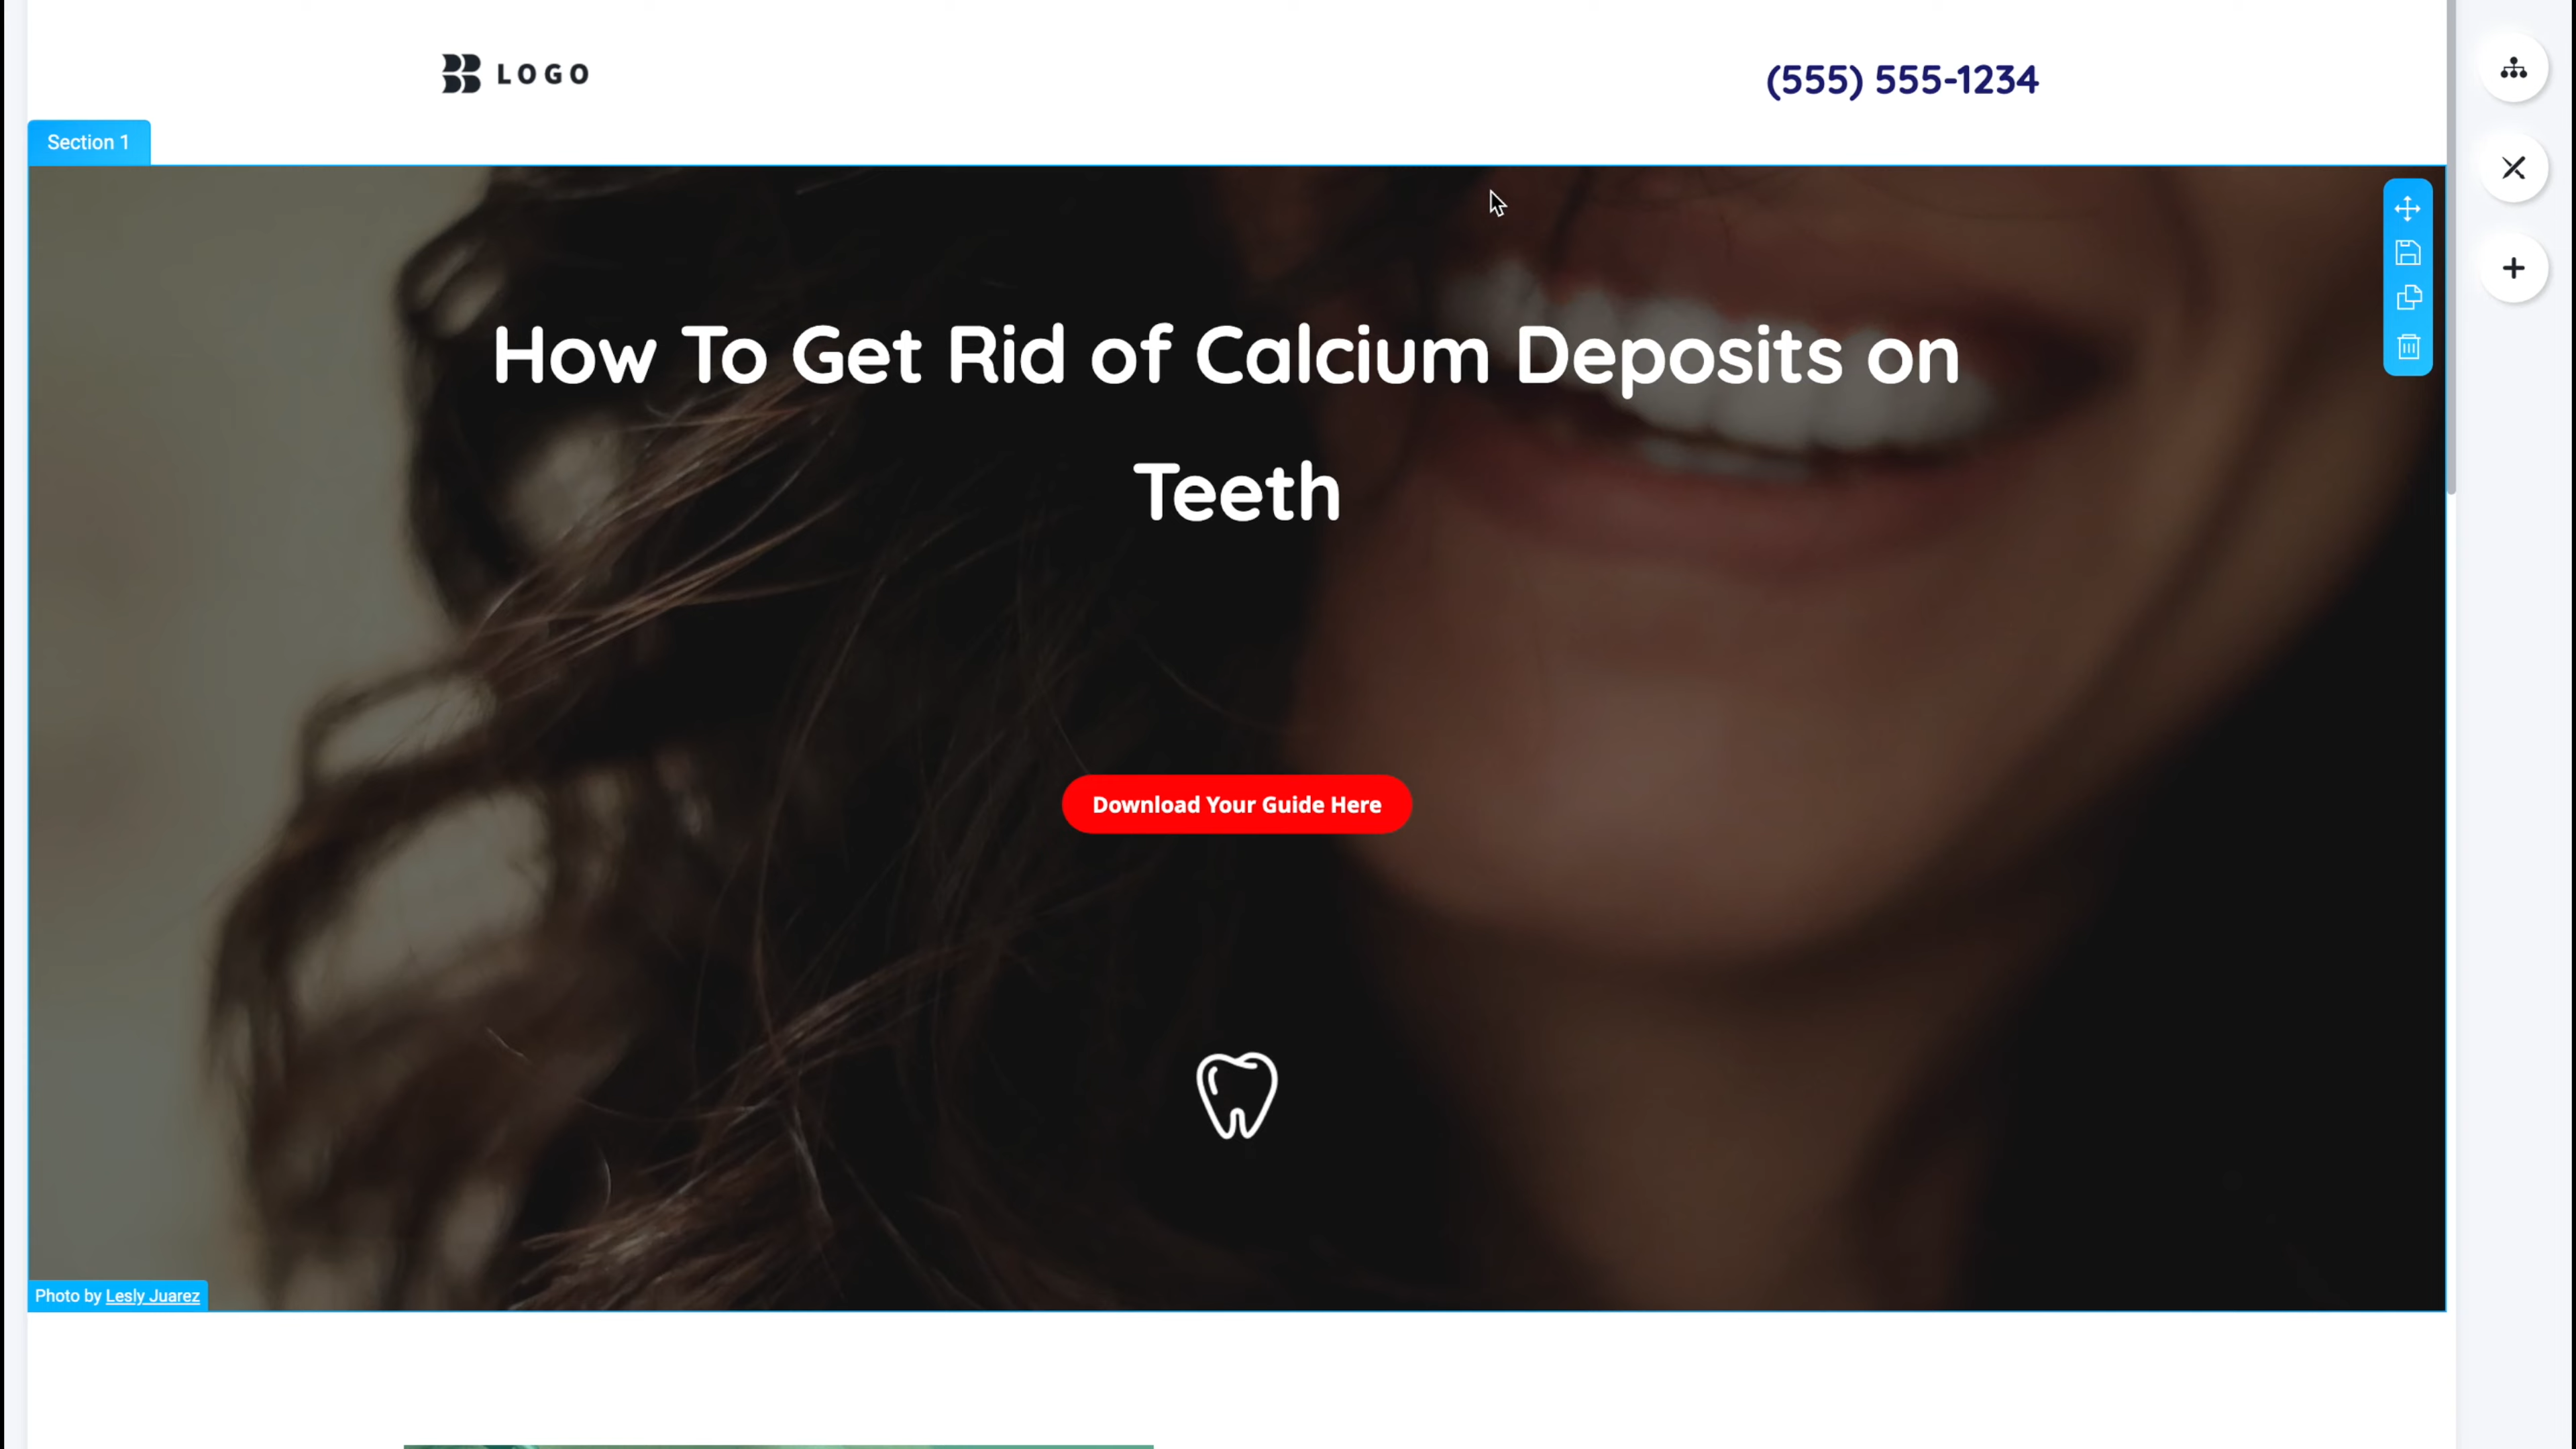 LOGO
(555) 555-1234
Section 1
How To Get Rid of Calcium Deposits on
Teeth
Download Your Guide Here
Photo by Lesly Juarez